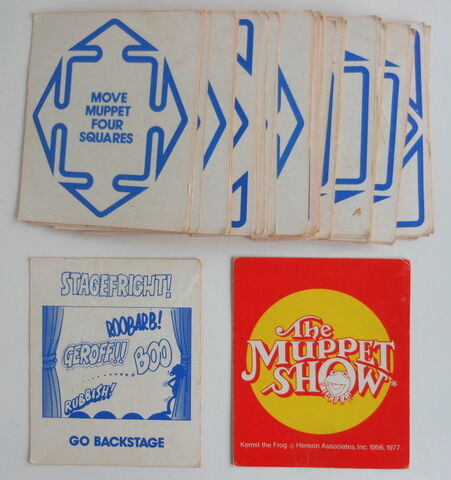 MOVE
MUPPET
FOUR
SQUARES
STAGEFRIGHT!
ROOBARB!
GEROFF!!
BOO
RUBBISH!
GO BACKSTAGE
The
MUPPET
SHOW*
Kermit the Frog © Henson Associates, Inc. 1956, 1977.